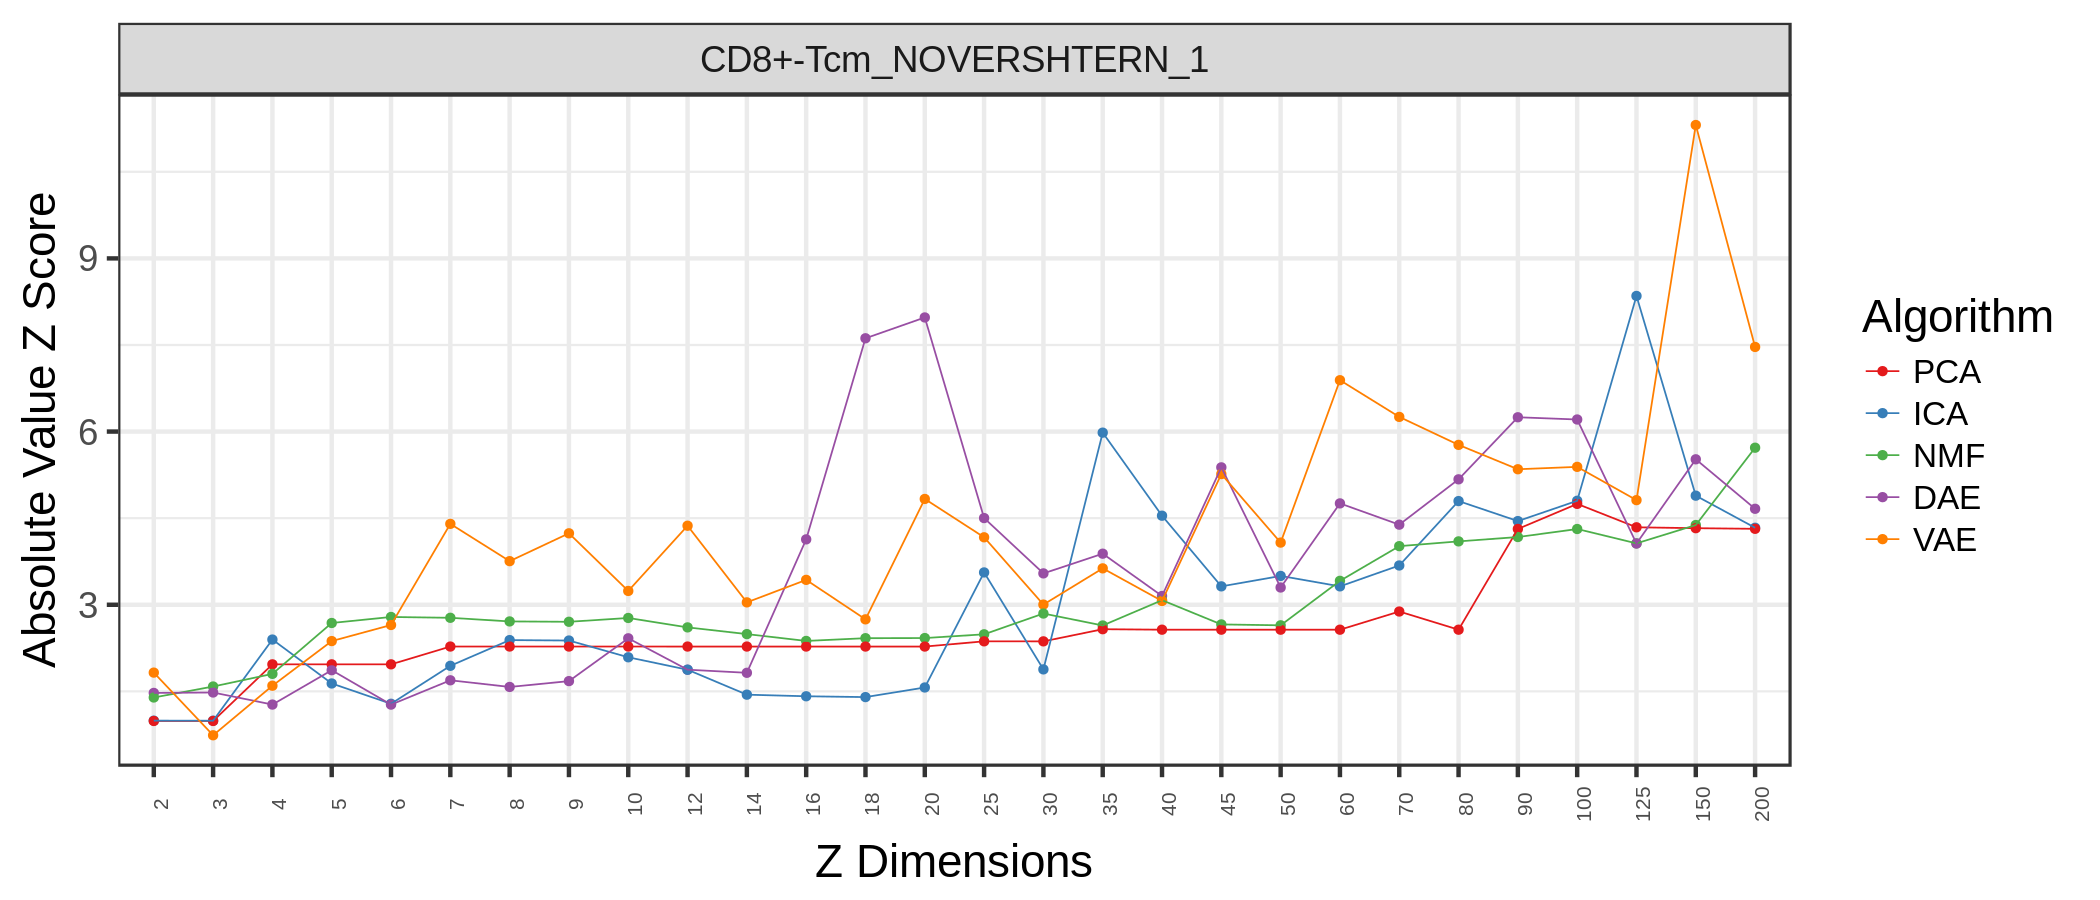 CD8+-Tcm_NOVERSHTERN_1
Absolute Value Z Score
9
6
3
2 3 4 5 6 7 8 9 10 12 14 16 18 20 25 30 35 40 45 50 60 70 80 90 100 125 150 200
Z Dimensions
Algorithm
PCA
ICA
NMF
DAE
VAE